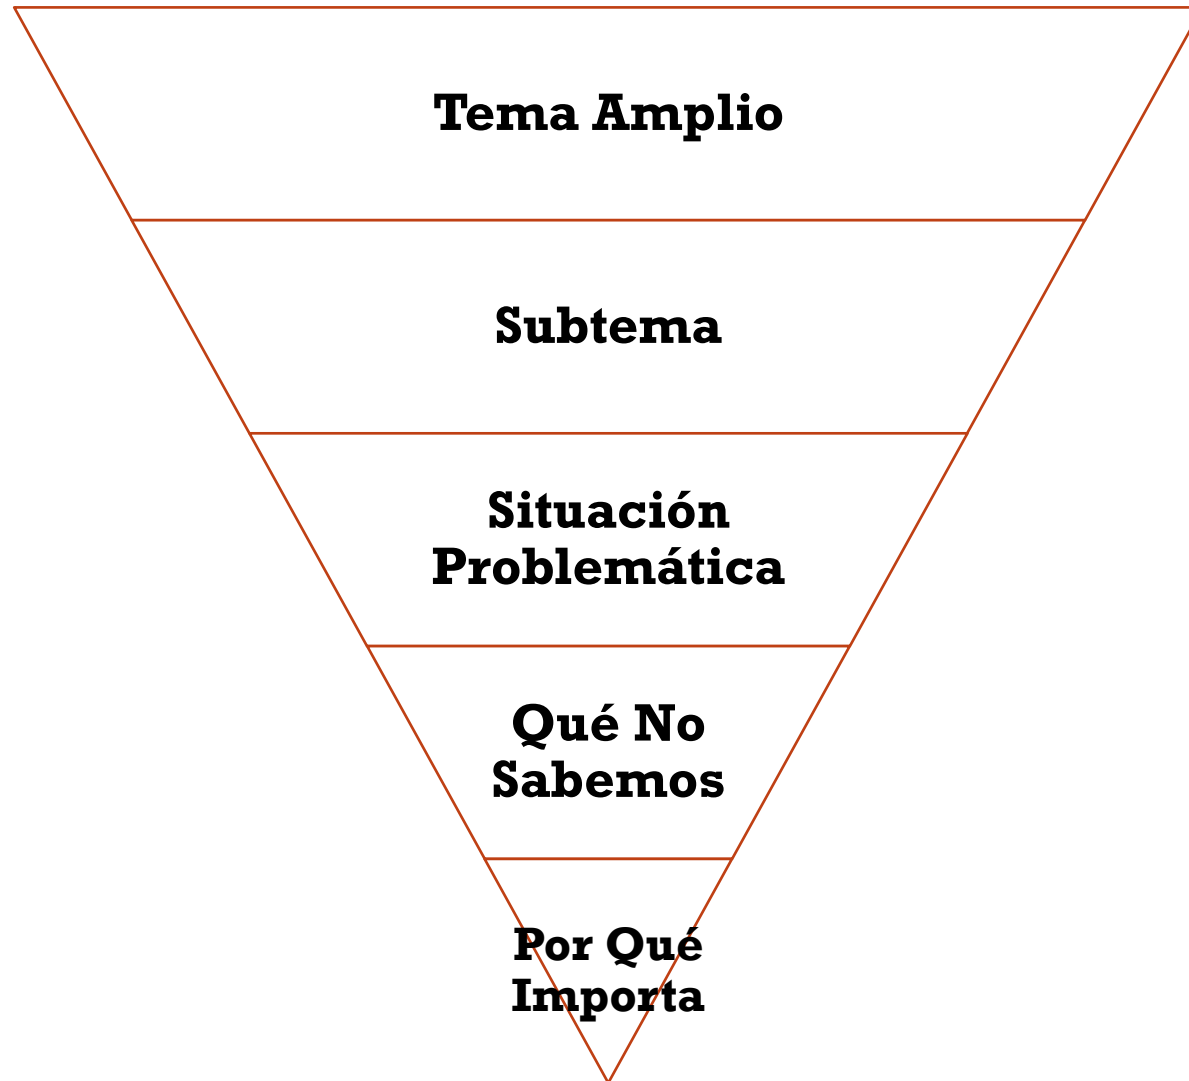 Tema Amplio
Subtema
Situación
Problemática
Qué No
Sabemos
Por Qué
Importa